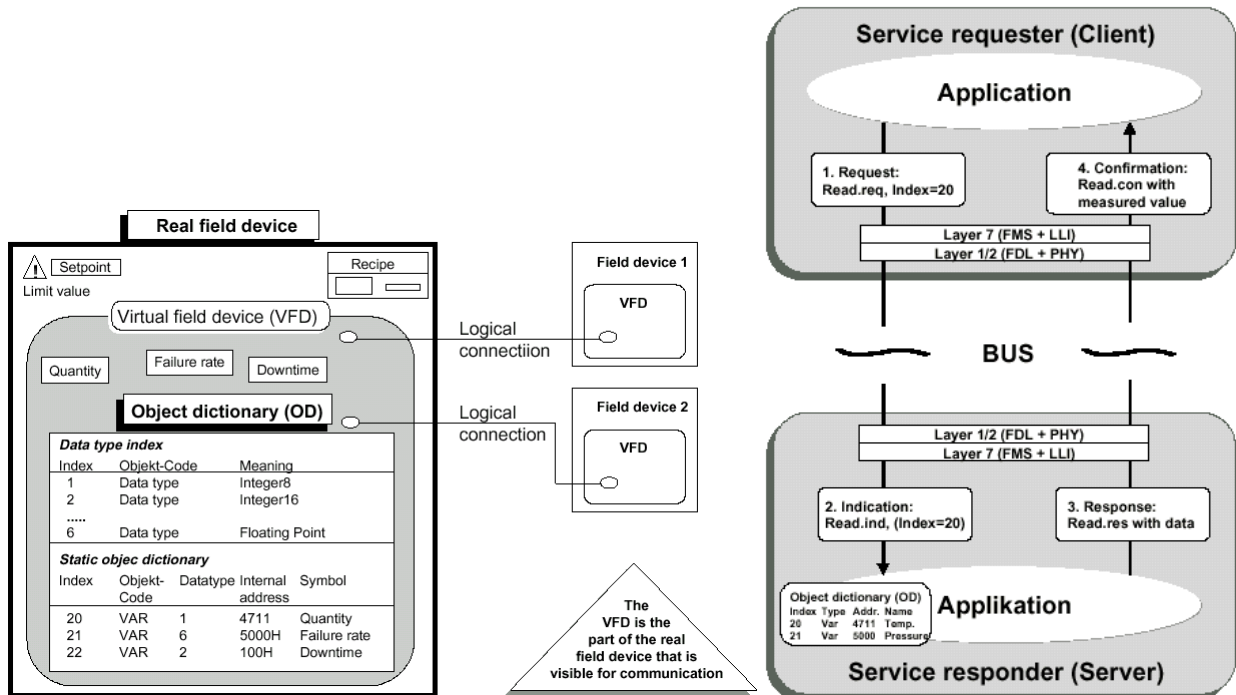 Real field device
Setpoint
Limit value
Recipe
Virtual field device (VFD)
Quantity
Failure rate
Downtime
Object dictionary (OD)
Data type index
Index Objekt-Code Meaning
1 Data type Integer8
2 Data type Integer16
.....
6 Data type Floating Point
Static objec dictionary
Index Objekt- Datatype Internal Symbol
Code address
20 VAR 1 4711 Quantity
21 VAR 6 5000H Failure rate
22 VAR 2 100H Downtime
Logical
connectiion
Logical
connection
Field device 1
VFD
Field device 2
VFD
The
VFD is the
part of the real
field device that is
visible for communication
Service requester (Client)
Application
1. Request:
Read.req, Index=20
4. Confirmation:
Read.con with
measured value
Layer 7 (FMS + LLI)
Layer 1/2 (FDL + PHY)
BUS
Layer 1/2 (FDL + PHY)
Layer 7 (FMS + LLI)
2. Indication:
Read.ind, (Index=20)
3. Response:
Read.res with data
Object dictionary (OD)
Index Type Addr. Name
20 Var 4711 Temp.
21 Var 5000 Pressure
Applikation
Service responder (Server)